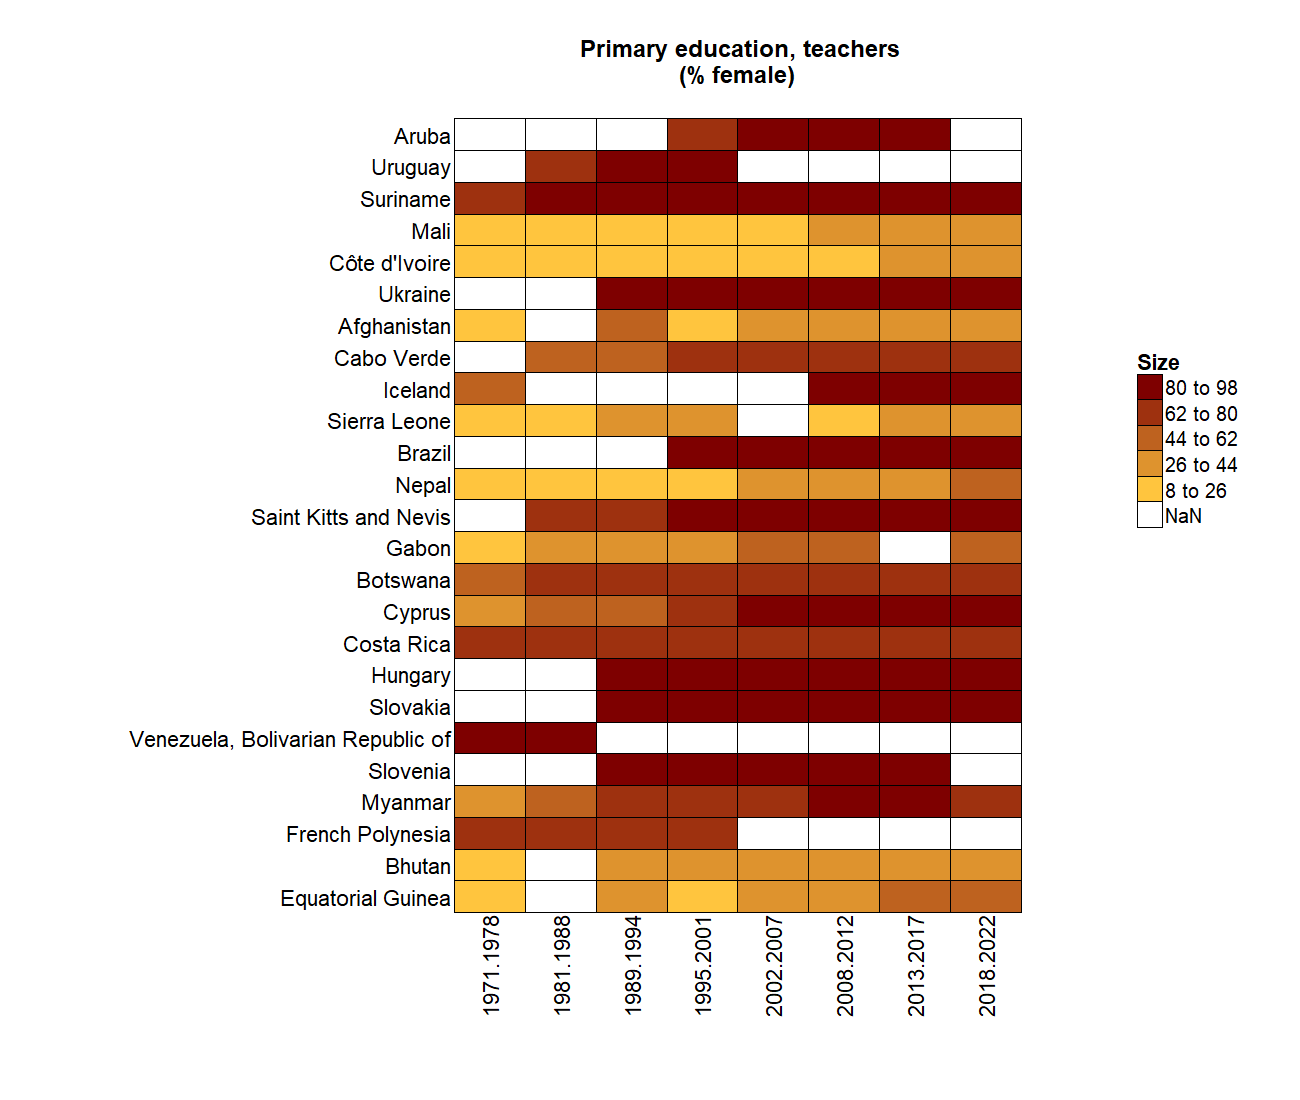 Primary education, teachers
(% female)
Aruba
Uruguay
Suriname
Mali
Côte d'Ivoire
Ukraine
Afghanistan
Cabo Verde
Iceland
Sierra Leone
Brazil
Nepal
Saint Kitts and Nevis
Gabon
Botswana
Cyprus
Costa Rica
Hungary
Slovakia
Venezuela, Bolivarian Republic of
Slovenia
Myanmar
French Polynesia
Bhutan
Equatorial Guinea
1971.1978
1981.1988
1989.1994
1995.2001
2002.2007
2008.2012
2013.2017
2018.2022
Size
80 to 98
62 to 80
44 to 62
26 to 44
8 to 26
NaN